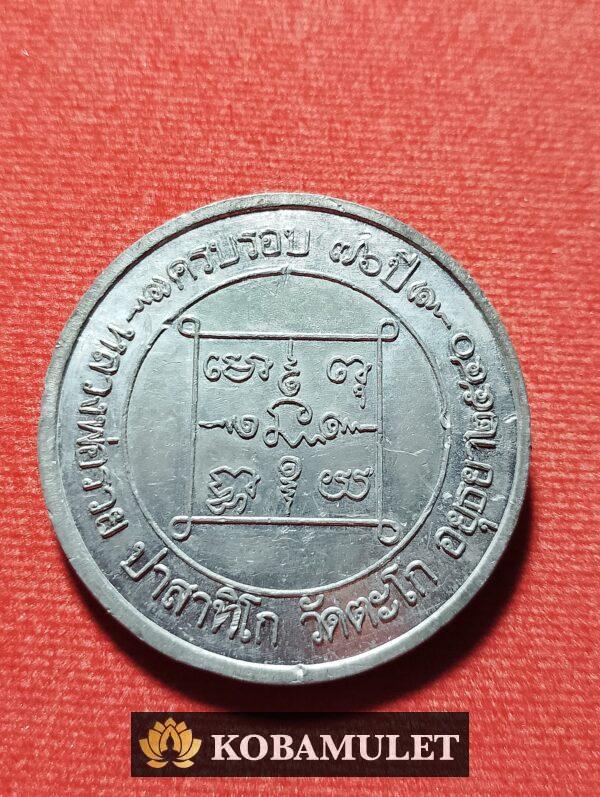 ครบรอบ ๗๖ ปี
หลวงพ่อรวย ปาสาทิโก วัดตะโก อยุธยา ๒๕๔๐
KOBAMULET